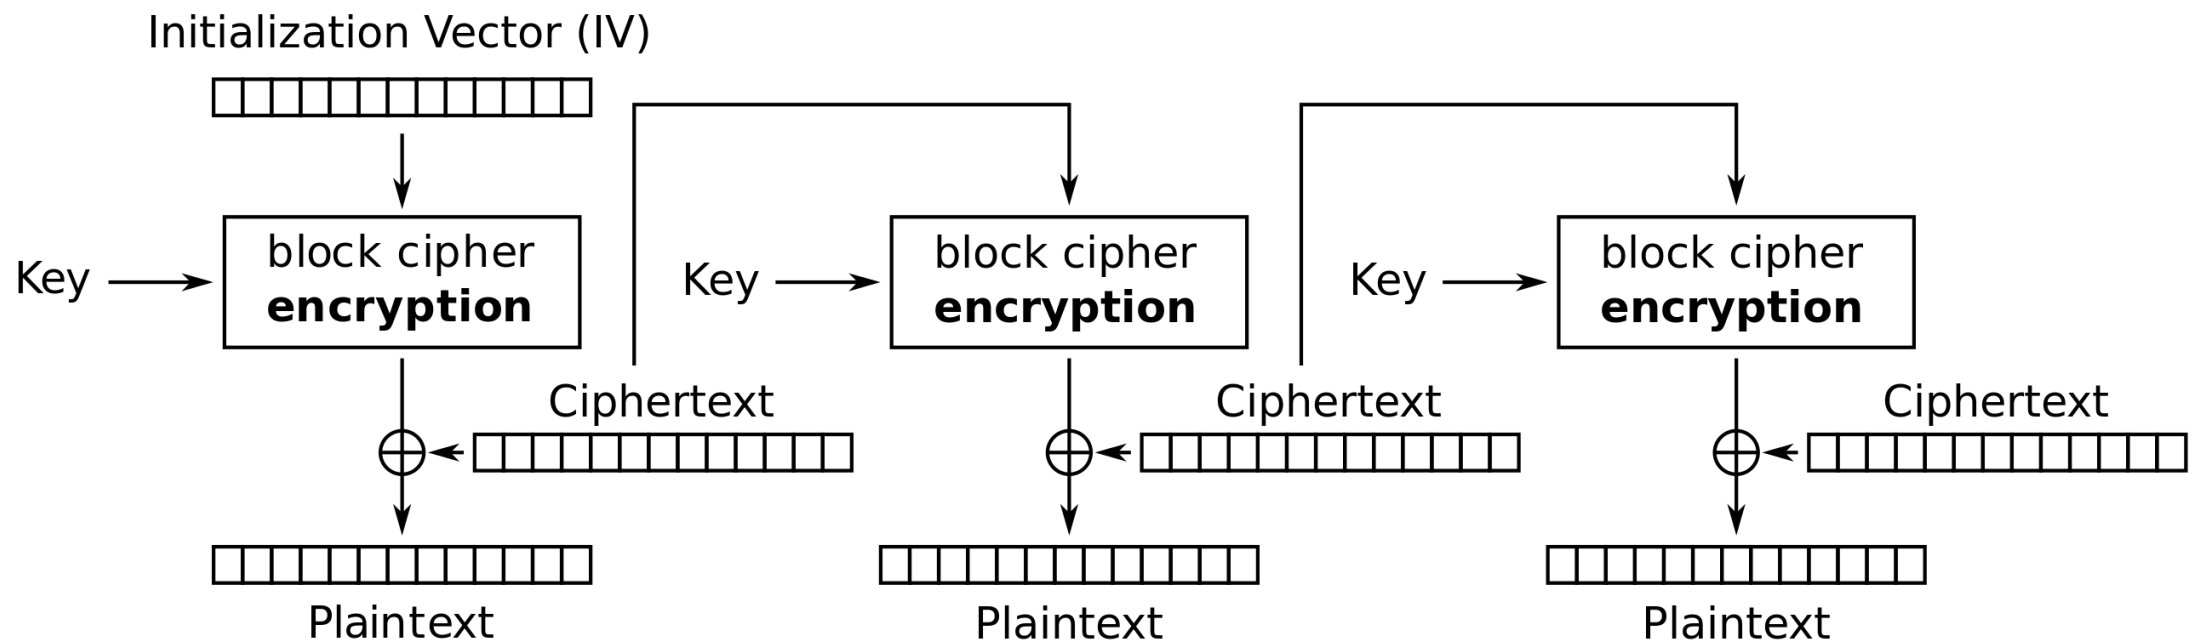 Initialization Vector (IV)
Key
block cipher
encryption
Key
block cipher
encryption
Key
block cipher
encryption
Ciphertext
Ciphertext
Ciphertext
Plaintext
Plaintext
Plaintext